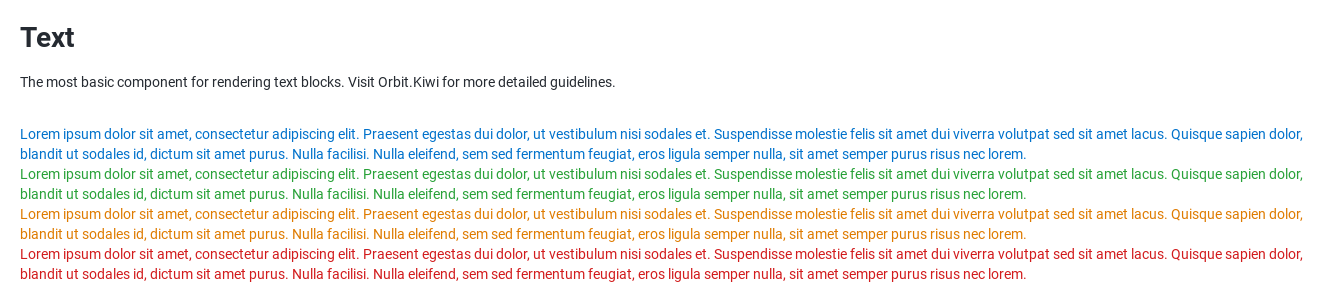 Text
The most basic component for rendering text blocks. Visit Orbit.Kiwi for more detailed guidelines.
Lorem ipsum dolor sit amet, consectetur adipiscing elit. Praesent egestas dui dolor, ut vestibulum nisi sodales et. Suspendisse molestie felis sit amet dui viverra volutpat sed sit amet lacus. Quisque sapien dolor,
blandit ut sodales id, dictum sit amet purus. Nulla facilisi. Nulla eleifend, sem sed fermentum feugiat, eros ligula semper nulla, sit amet semper purus risus nec lorem.
Lorem ipsum dolor sit amet, consectetur adipiscing elit. Praesent egestas dui dolor, ut vestibulum nisi sodales et. Suspendisse molestie felis sit amet dui viverra volutpat sed sit amet lacus. Quisque sapien dolor,
blandit ut sodales id, dictum sit amet purus. Nulla facilisi. Nulla eleifend, sem sed fermentum feugiat, eros ligula semper nulla, sit amet semper purus risus nec lorem.
Lorem ipsum dolor sit amet, consectetur adipiscing elit. Praesent egestas dui dolor, ut vestibulum nisi sodales et. Suspendisse molestie felis sit amet dui viverra volutpat sed sit amet lacus. Quisque sapien dolor,
blandit ut sodales id, dictum sit amet purus. Nulla facilisi. Nulla eleifend, sem sed fermentum feugiat, eros ligula semper nulla, sit amet semper purus risus nec lorem.
Lorem ipsum dolor sit amet, consectetur adipiscing elit. Praesent egestas dui dolor, ut vestibulum nisi sodales et. Suspendisse molestie felis sit amet dui viverra volutpat sed sit amet lacus. Quisque sapien dolor,
blandit ut sodales id, dictum sit amet purus. Nulla facilisi. Nulla eleifend, sem sed fermentum feugiat, eros ligula semper nulla, sit amet semper purus risus nec lorem.